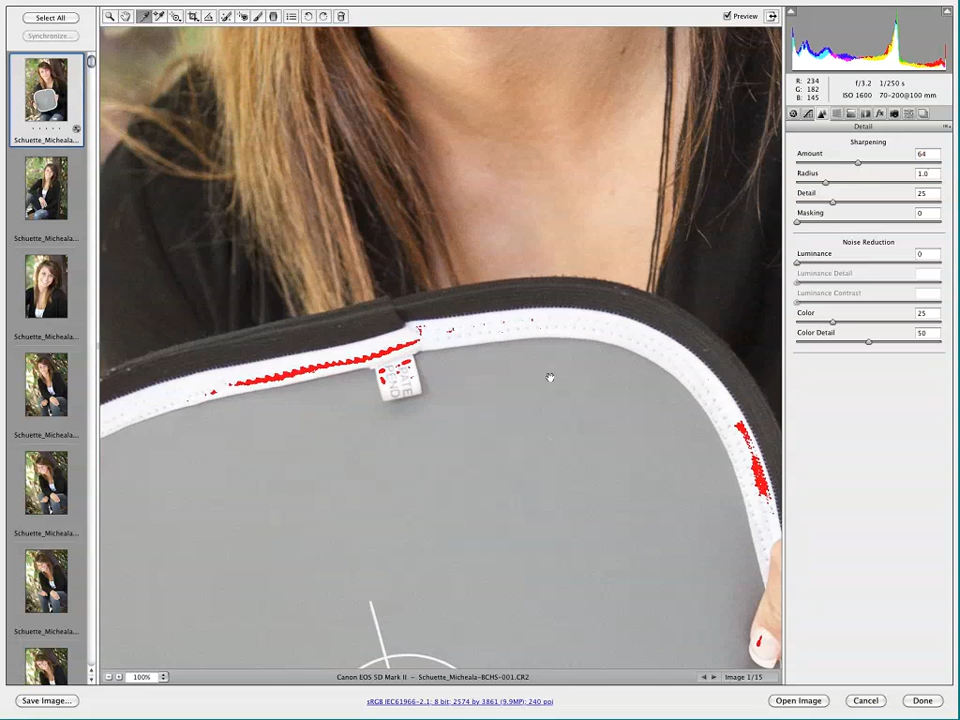 Select All
Synchronize...
Preview
R: 234
G: 182
B: 145
f/3.2 1/250 s
ISO 1600 70-200@100 mm
Detail
Sharpening
Amount 64
Radius 1.0
Detail 25
Masking 0
Noise Reduction
Luminance 0
Luminance Detail
Luminance Contrast
Color 25
Color Detail 50
Schuette_Micheala...
Schuette_Micheala...
Schuette_Micheala...
Schuette_Micheala...
Schuette_Micheala...
Schuette_Micheala...
100%
Canon EOS 5D Mark II – Schuette_Micheala-BCHS-001.CR2
Image 1/15
Save Image...
sRGB IEC61966-2.1; 8 bit; 2574 by 3861 (9.9MP); 240 ppi
Open Image
Cancel
Done